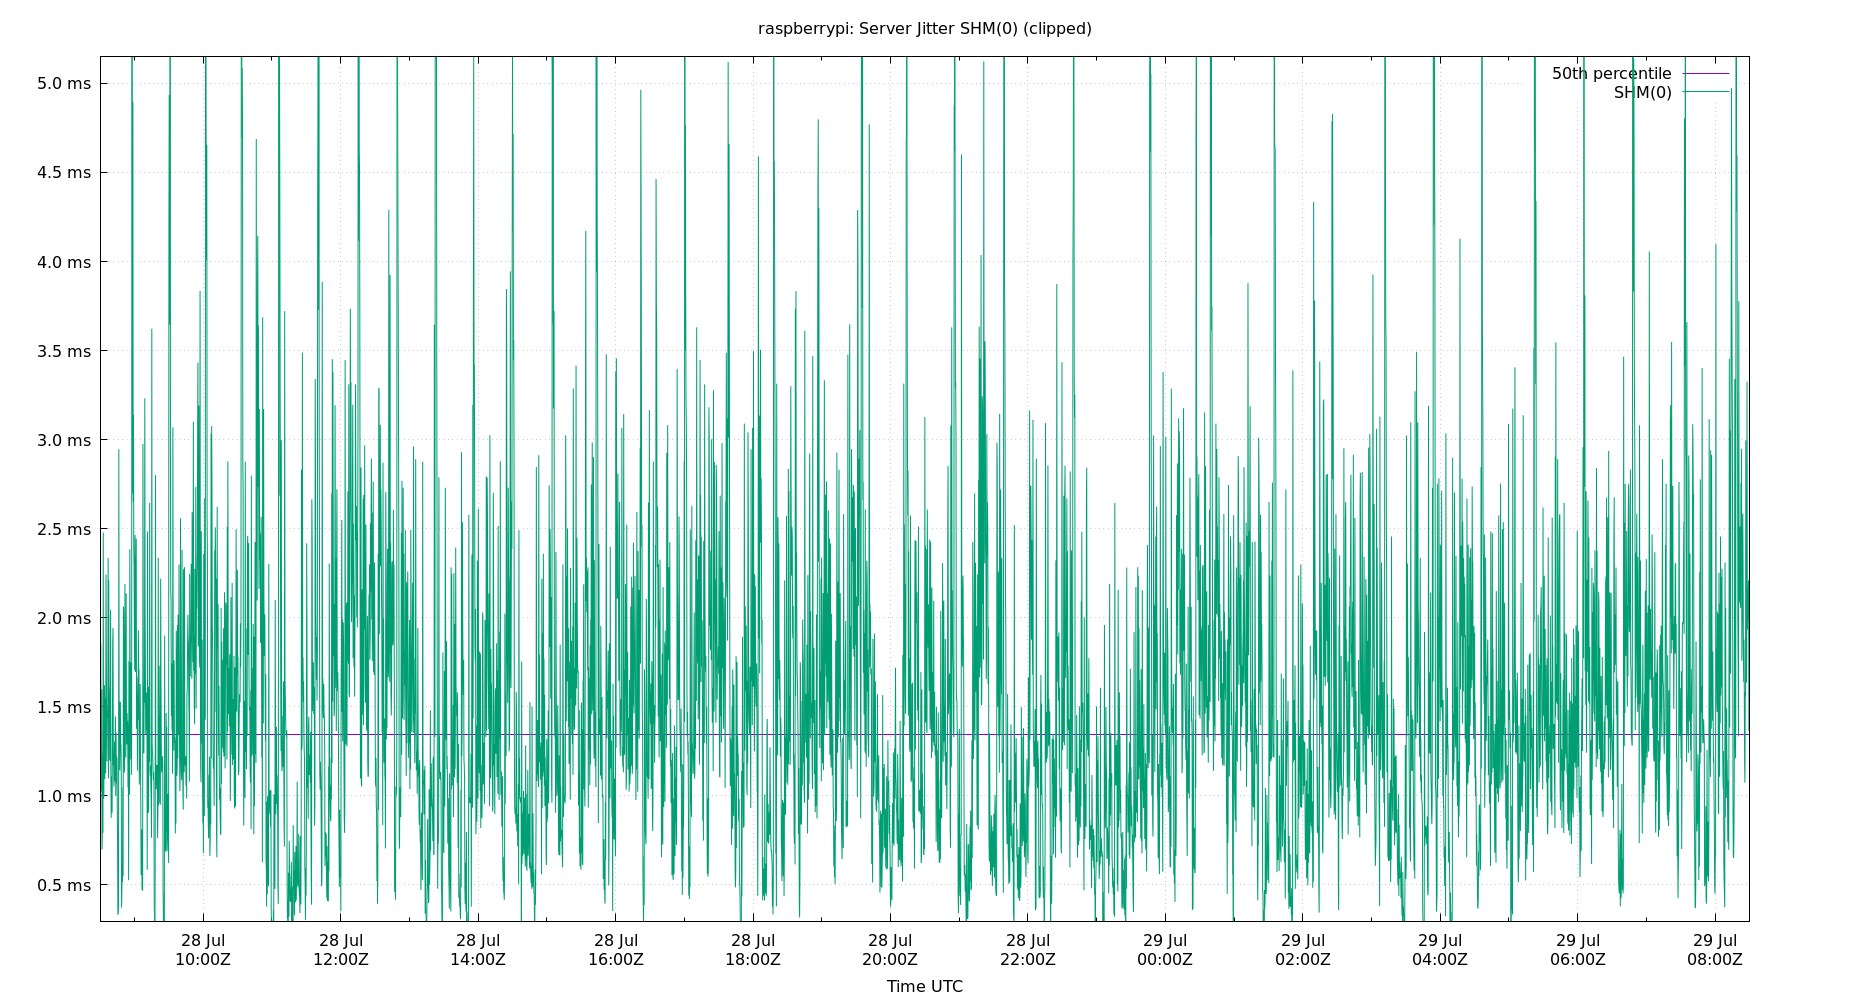 raspberrypi: Server Jitter SHM(0) (clipped)
50th percentile
SHM(0)
5.0 ms
4.5 ms
4.0 ms
3.5 ms
3.0 ms
2.5 ms
2.0 ms
1.5 ms
1.0 ms
0.5 ms
28 Jul 28 Jul 28 Jul 28 Jul 28 Jul 28 Jul 28 Jul 29 Jul 29 Jul 29 Jul 29 Jul 29 Jul
10:00Z 12:00Z 14:00Z 16:00Z 18:00Z 20:00Z 22:00Z 00:00Z 02:00Z 04:00Z 06:00Z 08:00Z
Time UTC